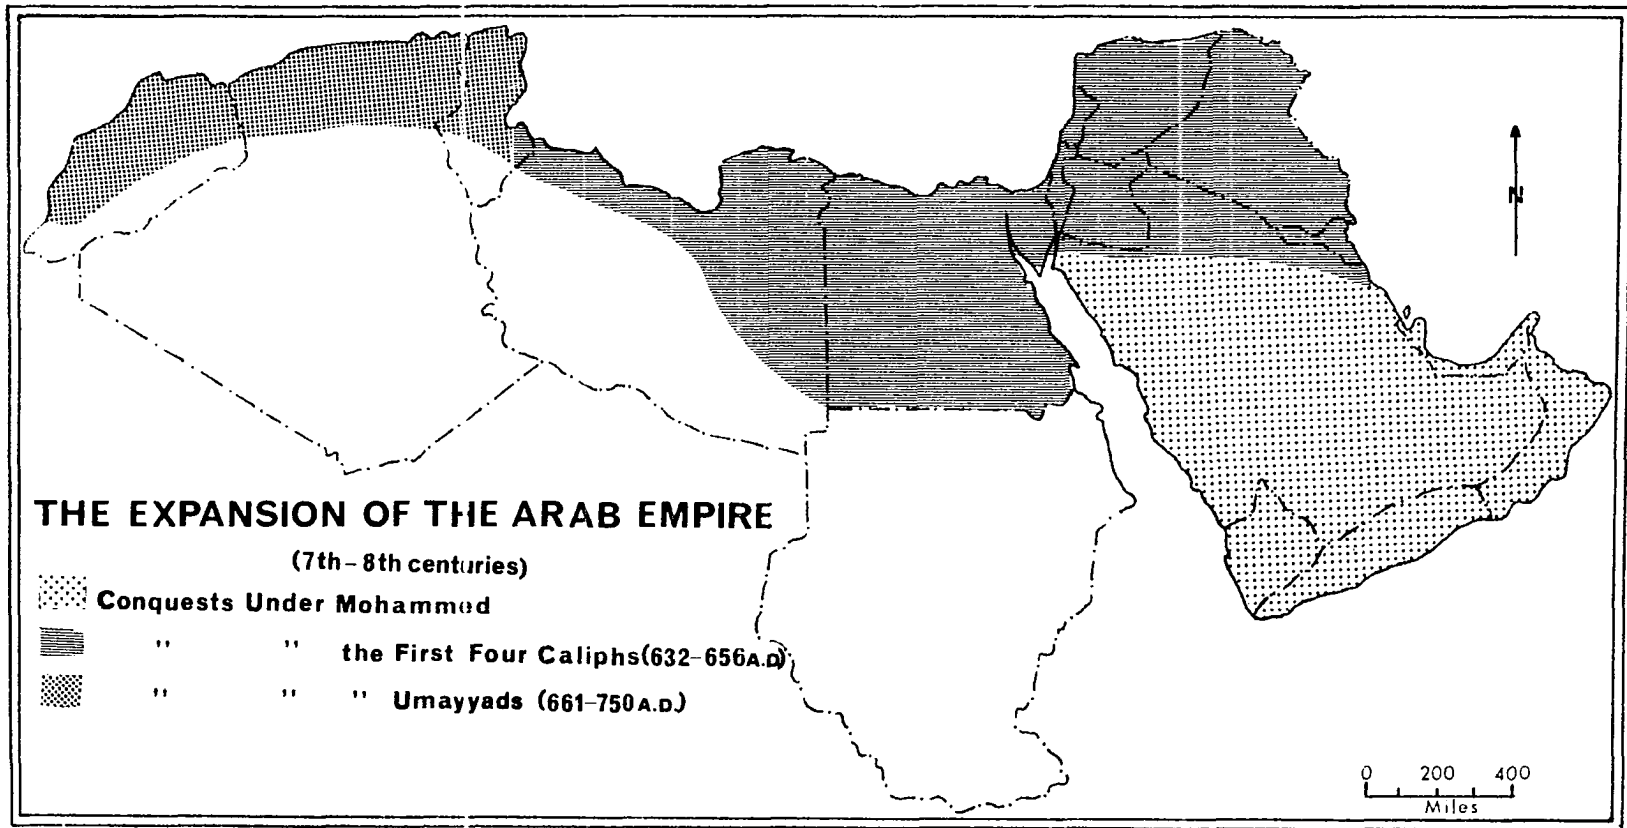 THE EXPANSION OF THE ARAB EMPIRE
(7th-8th centuries)
Conquests Under Mohammed
" " the First Four Caliphs(632-656A.D)
" " " Umayyads (661-750A.D.)
N
0 200 400
Miles